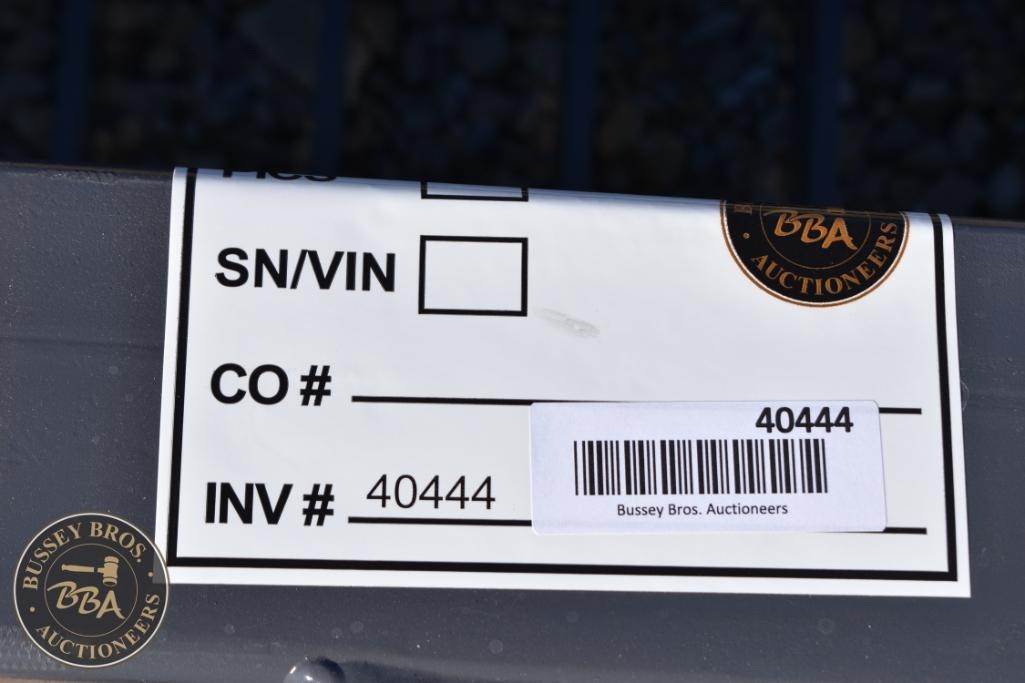 SN/VIN
BBA
AUCTIONEERS
CO #
40444
INV # 40444
Bussey Bros. Auctioneers
BUSSEY BROS.
BBA
AUCTIONEERS